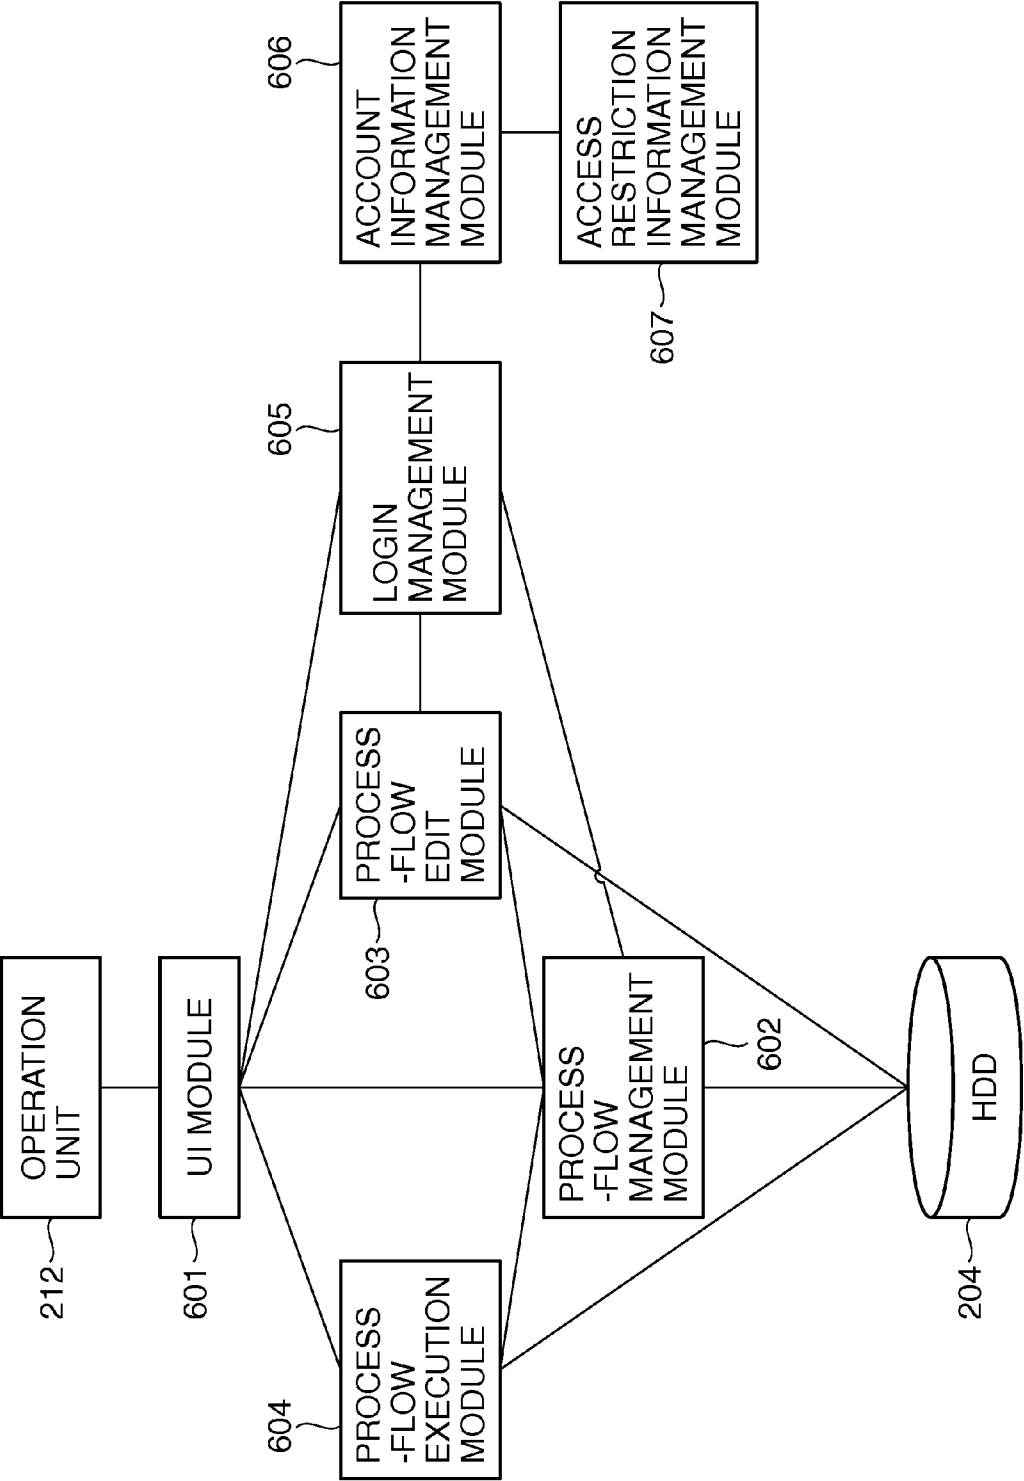 212
OPERATION
UNIT
601
UI MODULE
604
PROCESS
-FLOW
EXECUTION
MODULE
603
PROCESS
-FLOW
EDIT
MODULE
605
LOGIN
MANAGEMENT
MODULE
606
ACCOUNT
INFORMATION
MANAGEMENT
MODULE
PROCESS
-FLOW
MANAGEMENT
MODULE
602
607
ACCESS
RESTRICTION
INFORMATION
MANAGEMENT
MODULE
204
HDD